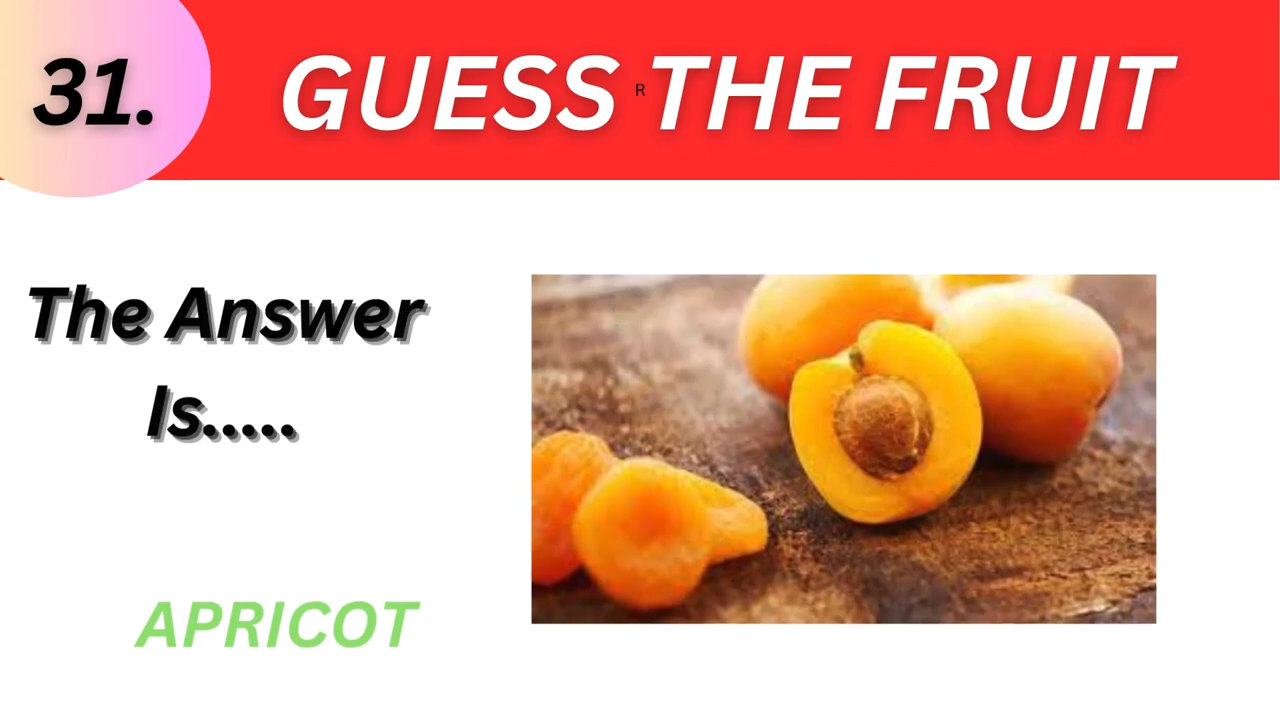 31.
GUESS R THE FRUIT
The Answer
Is.....
APRICOT